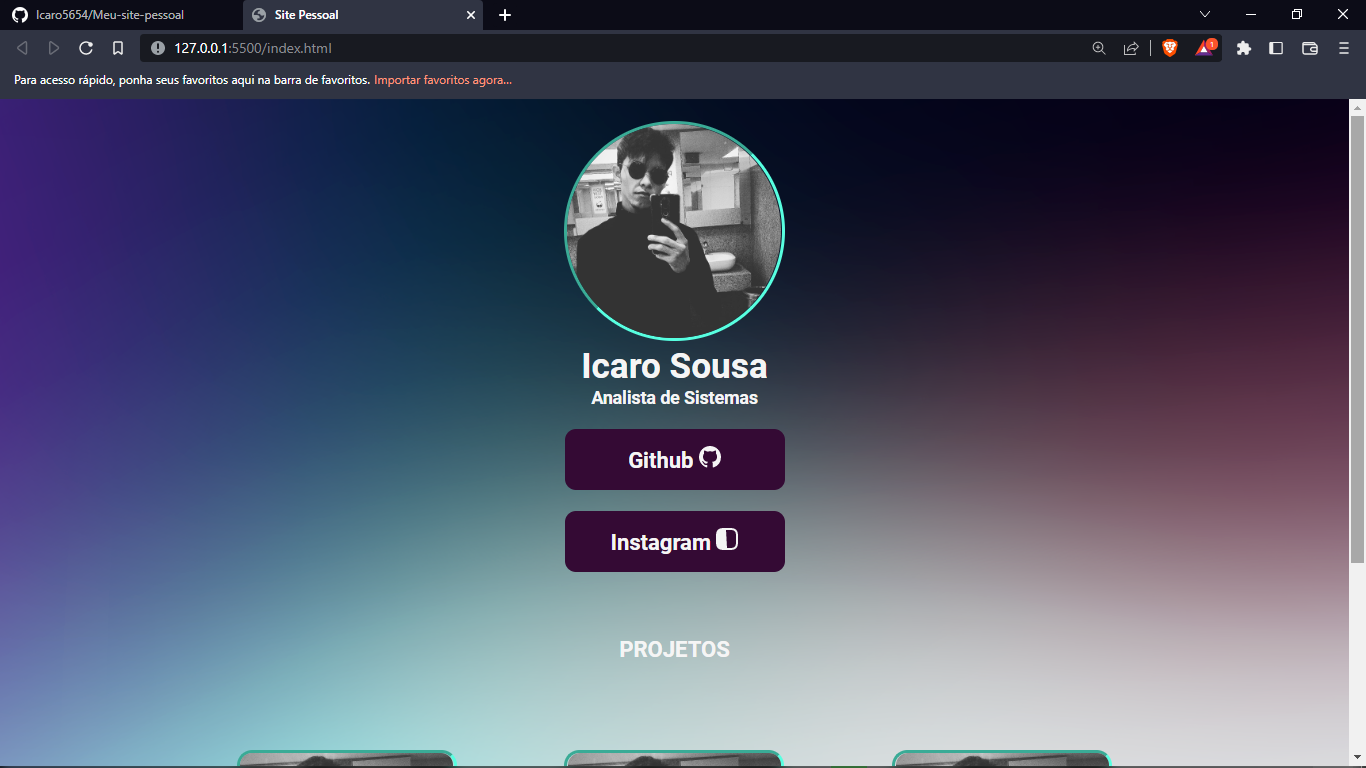 Icaro5654/Meu-site-pessoal
Site Pessoal
127.0.0.1:5500/index.html
1
Para acesso rápido, ponha seus favoritos aqui na barra de favoritos. Importar favoritos agora...
Icaro Sousa
Analista de Sistemas
Github
Instagram
PROJETOS